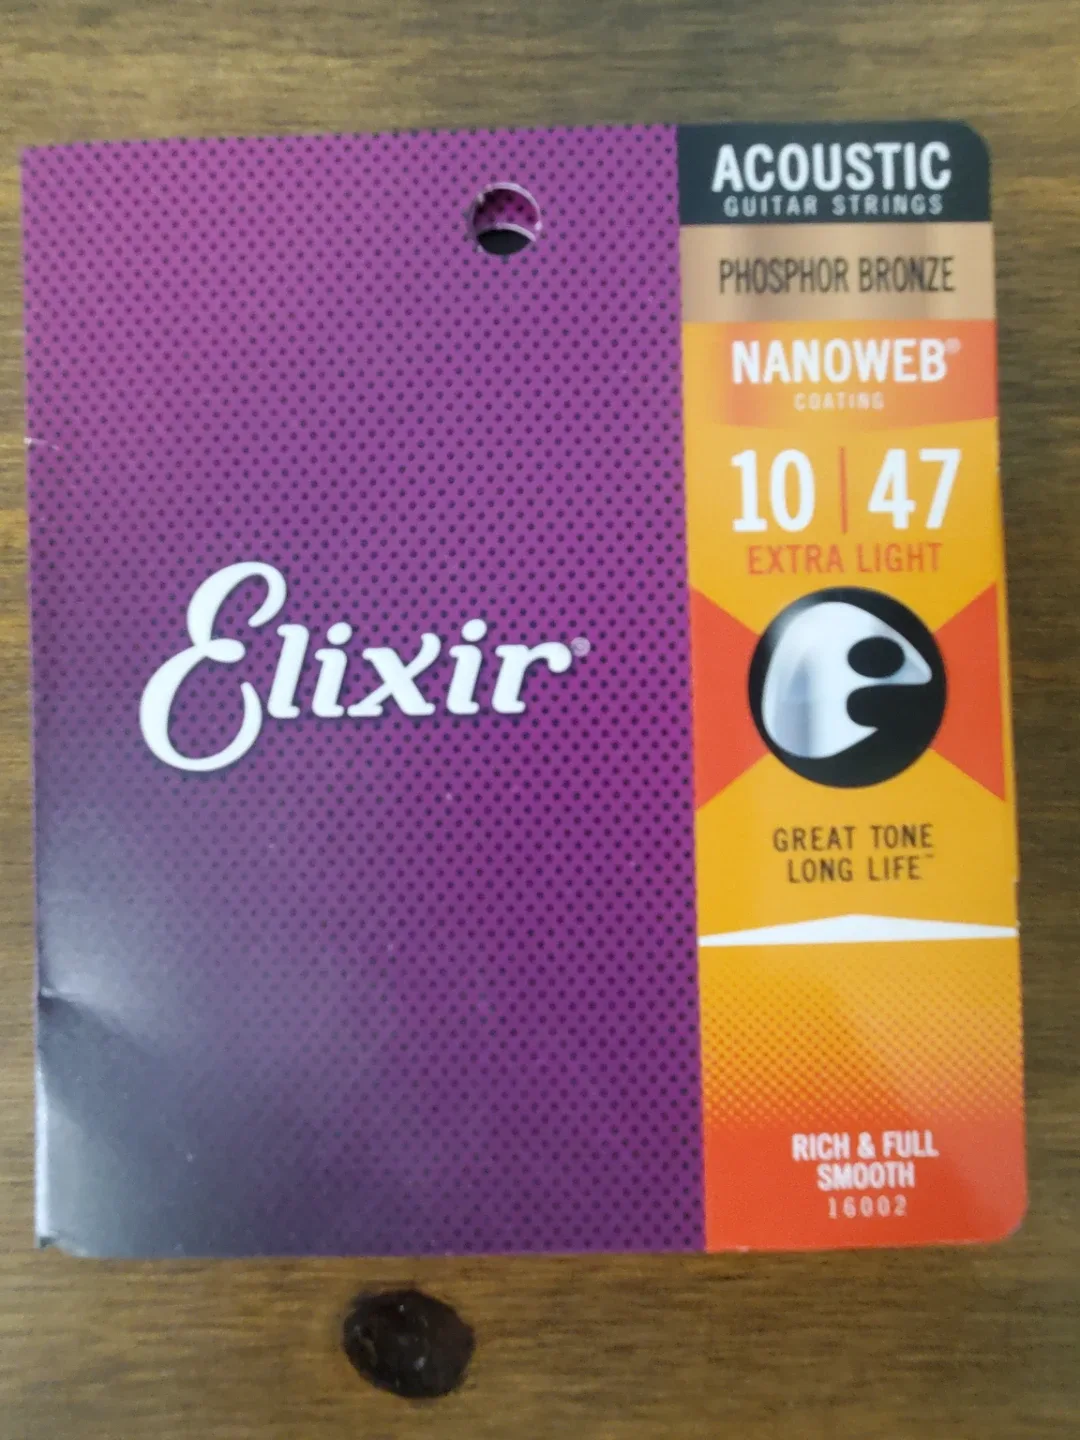 Elixir®
ACOUSTIC
GUITAR STRINGS
PHOSPHOR BRONZE
NANOWEB®
COATING
10 | 47
EXTRA LIGHT
GREAT TONE
LONG LIFE™
RICH & FULL
SMOOTH
16002